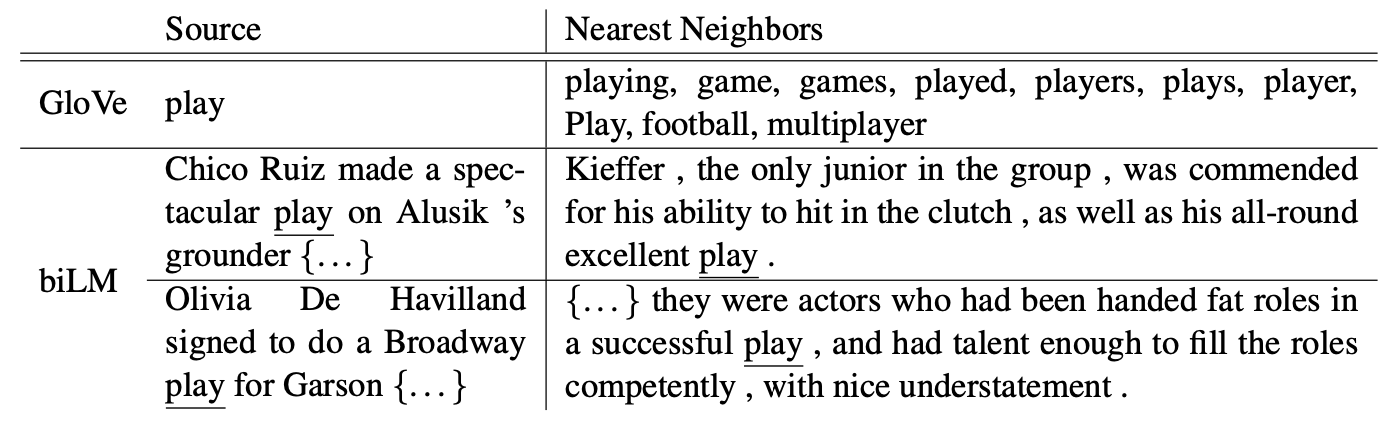 Source Nearest Neighbors
GloVe play playing, game, games, played, players, plays, player,
Play, football, multiplayer
biLM
Chico Ruiz made a spec-
tacular play on Alusik 's
grounder {...}
Kieffer , the only junior in the group , was commended
for his ability to hit in the clutch , as well as his all-round
excellent play .
Olivia De Havilland
signed to do a Broadway
play for Garson {...}
{...} they were actors who had been handed fat roles in
a successful play , and had talent enough to fill the roles
competently , with nice understatement .